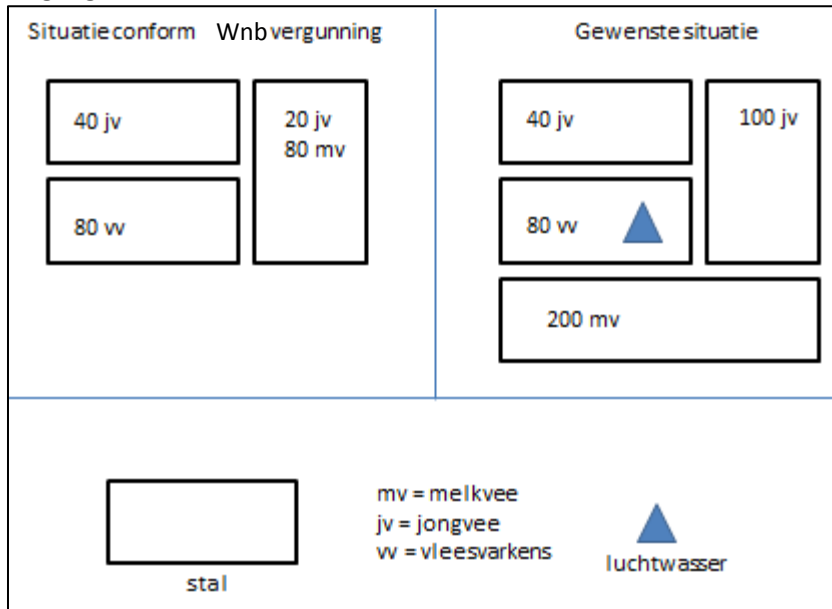 Situatie conform Wnb vergunning
40 jv
20 jv
80 mv
80 vv
Gewenste situatie
40 jv
100 jv
80 vv
200 mv
stal
mv = melkvee
jv = jongvee
vv = vleesvarkens
luchtwasser